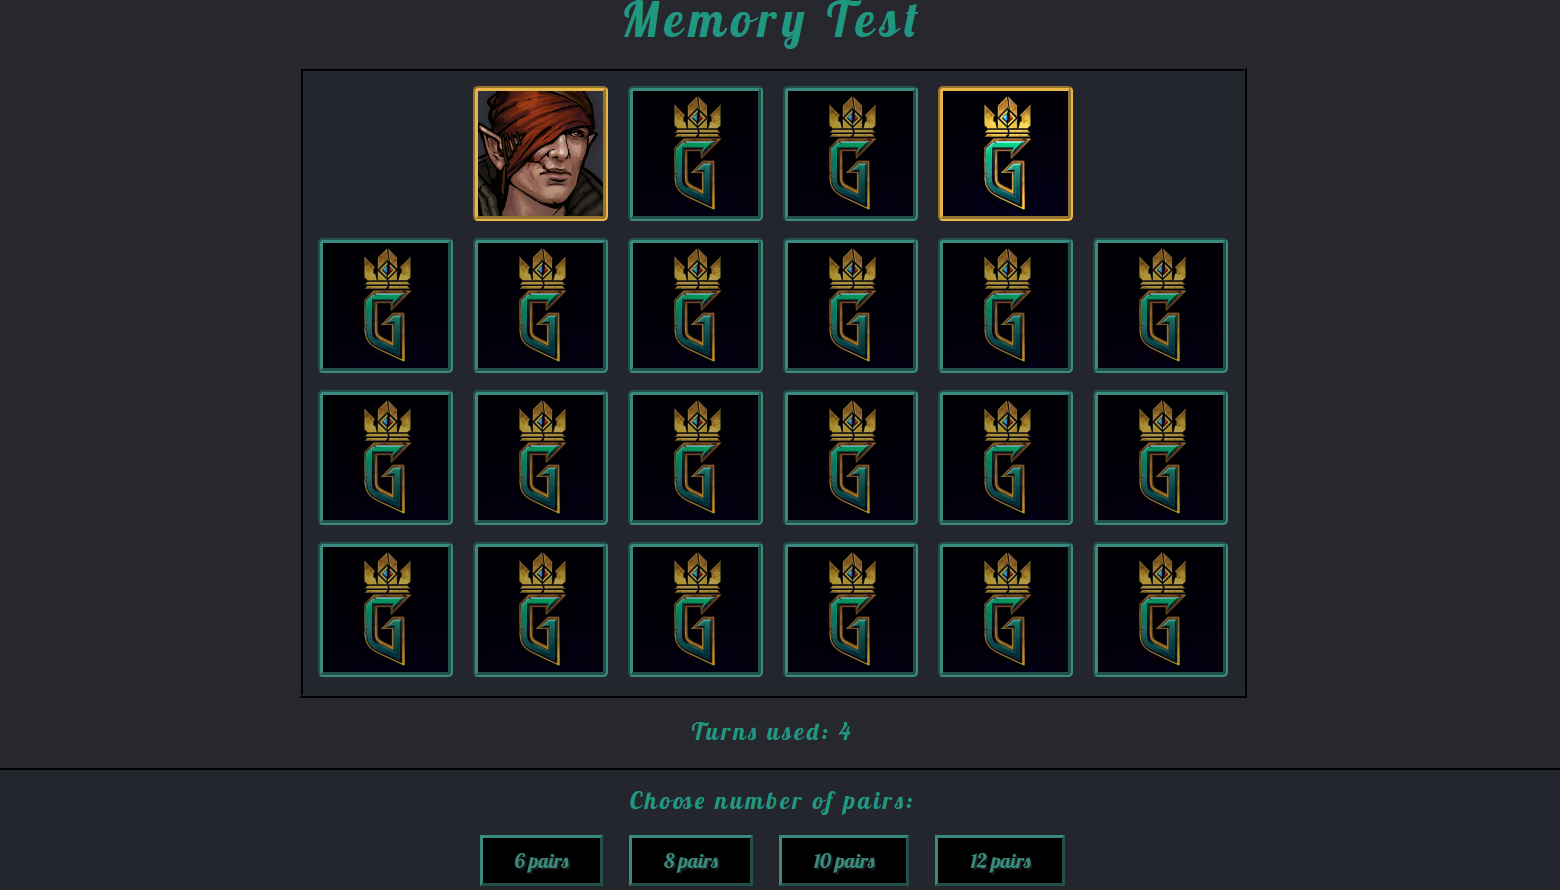 Memory Test
Turns used: 4
Choose number of pairs:
6 pairs
8 pairs
10 pairs
12 pairs